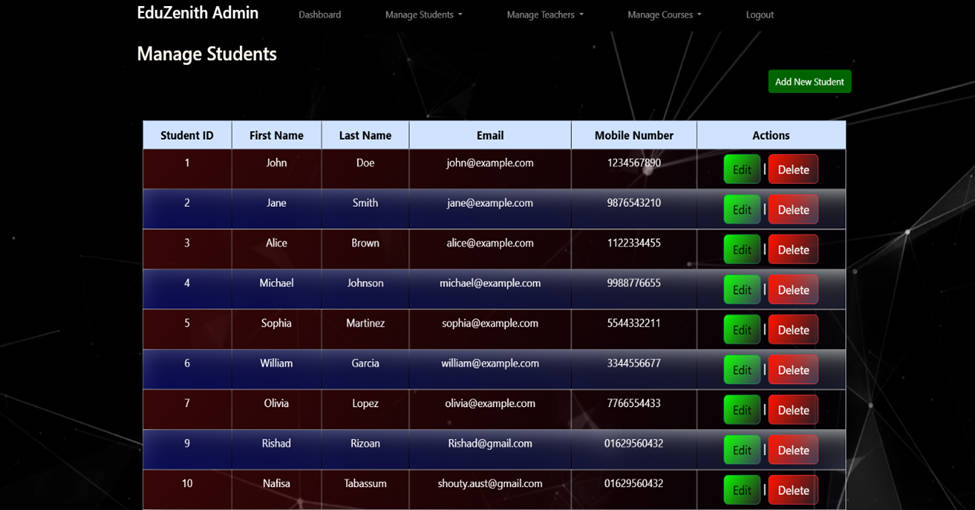 EduZenith Admin Dashboard Manage Students Manage Teachers Manage Courses Logout
Manage Students
Add New Student
Student ID First Name Last Name Email Mobile Number Actions
1 John Doe john@example.com 1234567890 Edit | Delete
2 Jane Smith jane@example.com 9876543210 Edit | Delete
3 Alice Brown alice@example.com 1122334455 Edit | Delete
4 Michael Johnson michael@example.com 9988776655 Edit | Delete
5 Sophia Martinez sophia@example.com 5544332211 Edit | Delete
6 William Garcia william@example.com 3344556677 Edit | Delete
7 Olivia Lopez olivia@example.com 7766554433 Edit | Delete
9 Rishad Rizoan Rishad@gmail.com 01629560432 Edit | Delete
10 Nafisa Tabassum shouty.aust@gmail.com 01629560432 Edit | Delete